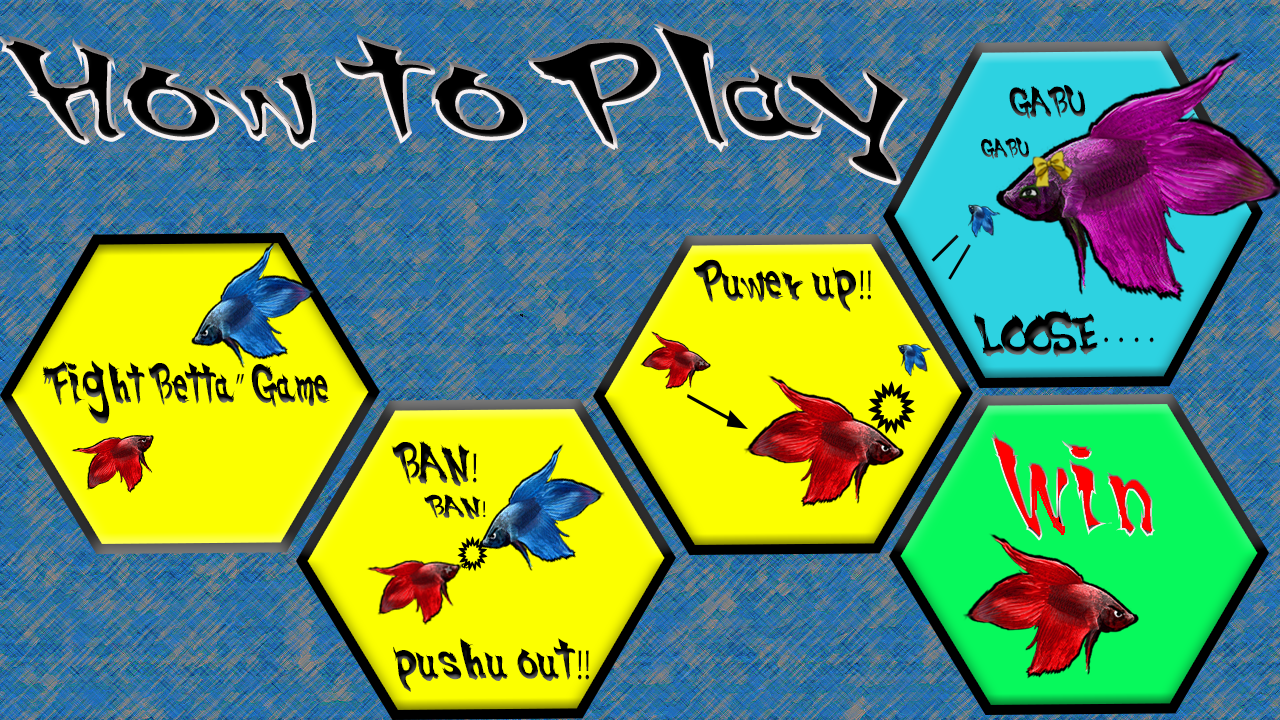 How to Play
"Fight Betta" Game
BAN!
BAN!
pushu out!!
Puwer up!!
GABU
GABU
LOOSE....
Win